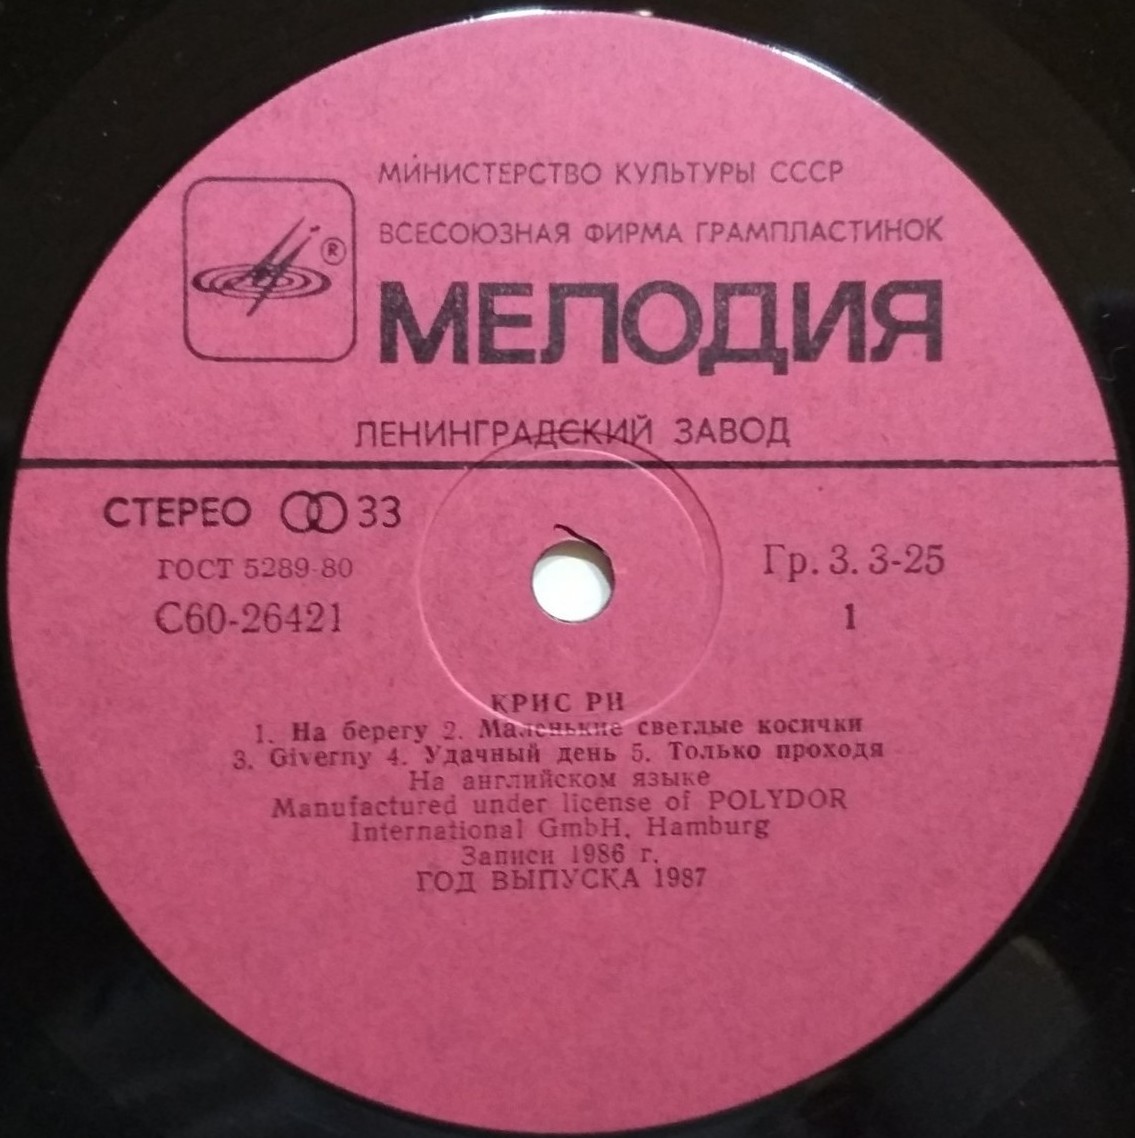 МИНИСТЕРСТВО КУЛЬТУРЫ СССР
ВСЕСОЮЗНАЯ ФИРМА ГРАМПЛАСТИНОК
®
МЕЛОДИЯ
ЛЕНИНГРАДСКИЙ ЗАВОД
СТЕРЕО 33
ГОСТ 5289-80
Гр. 3. 3-25
С60-26421
1
КРИС РИ
1. На берегу 2. Маленькие светлые косички
3. Giverny 4. Удачный день 5. Только проходя
На английском языке
Manufactured under license of POLYDOR
International GmbH, Hamburg
Записи 1986 г.
ГОД ВЫПУСКА 1987